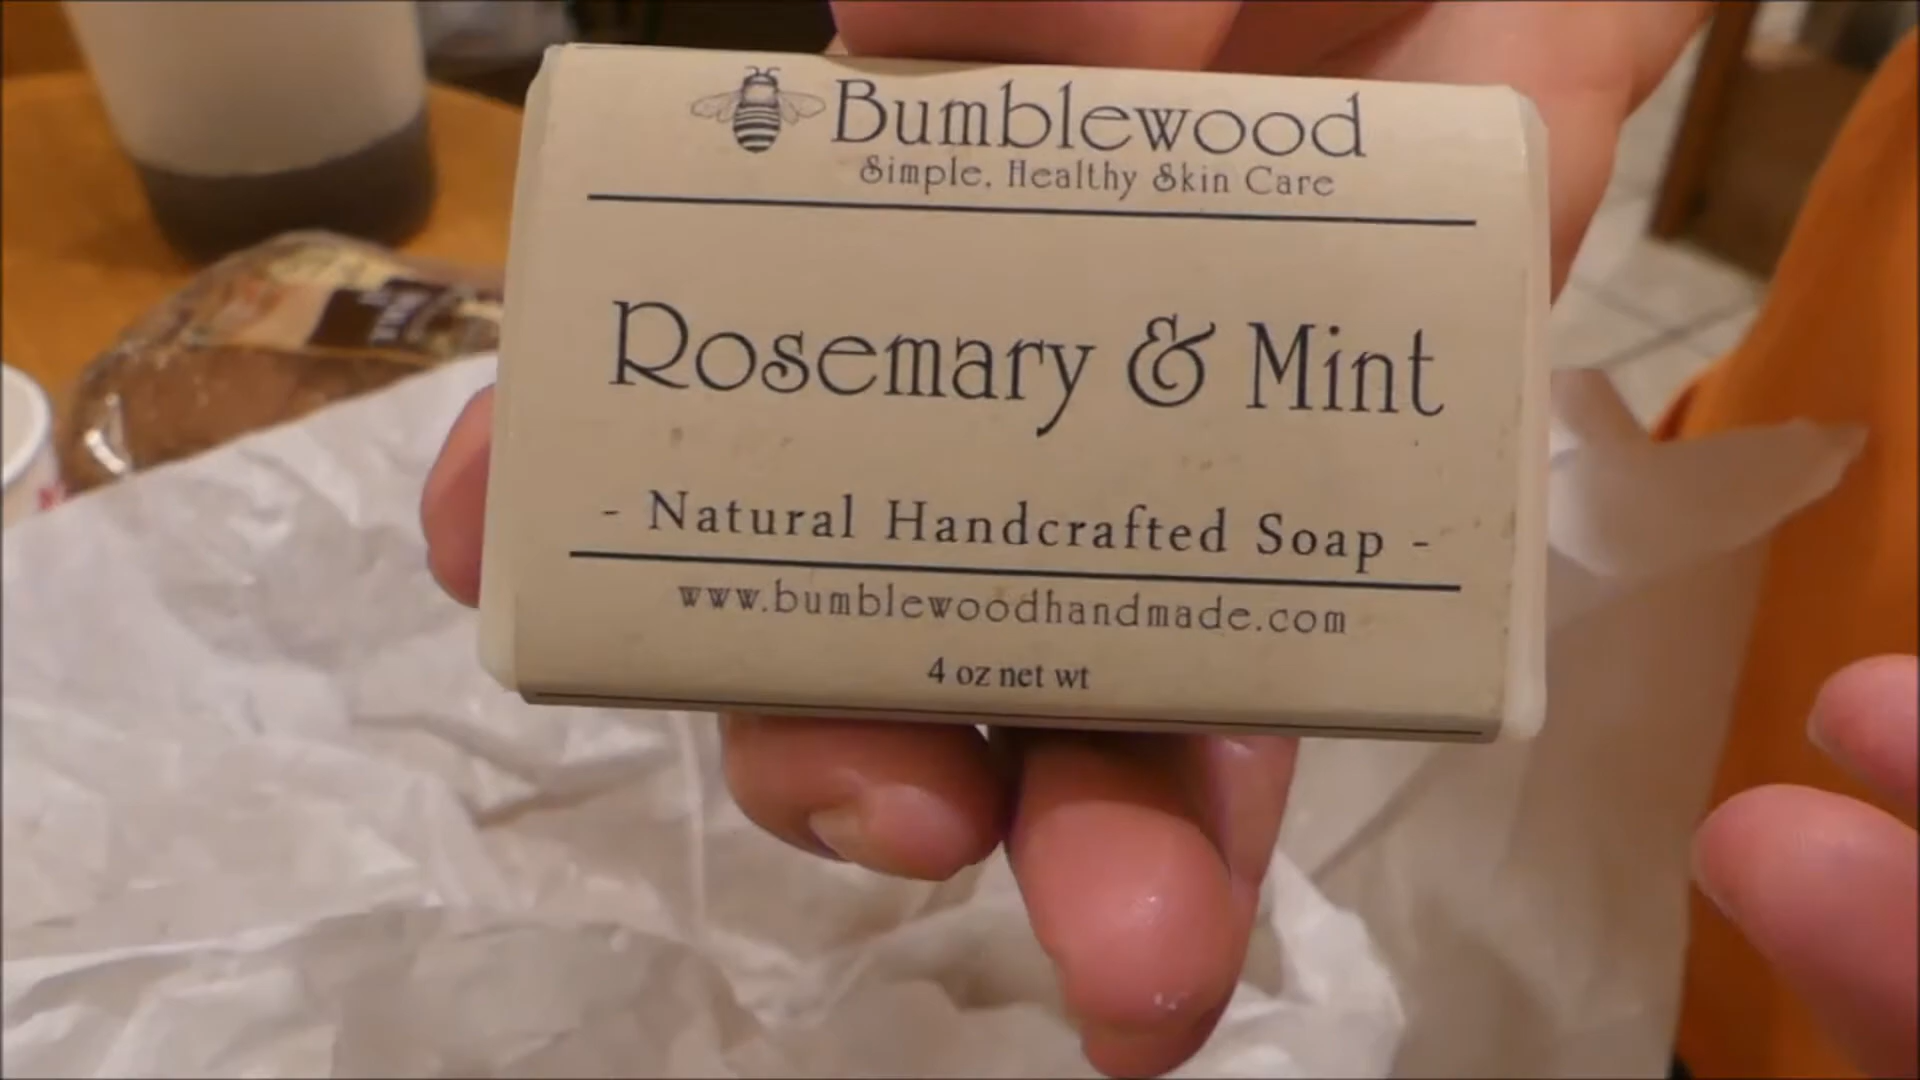 Bumblewood
Simple, Healthy Skin Care
Rosemary & Mint
- Natural Handcrafted Soap -
www.bumblewoodhandmade.com
4 oz net wt